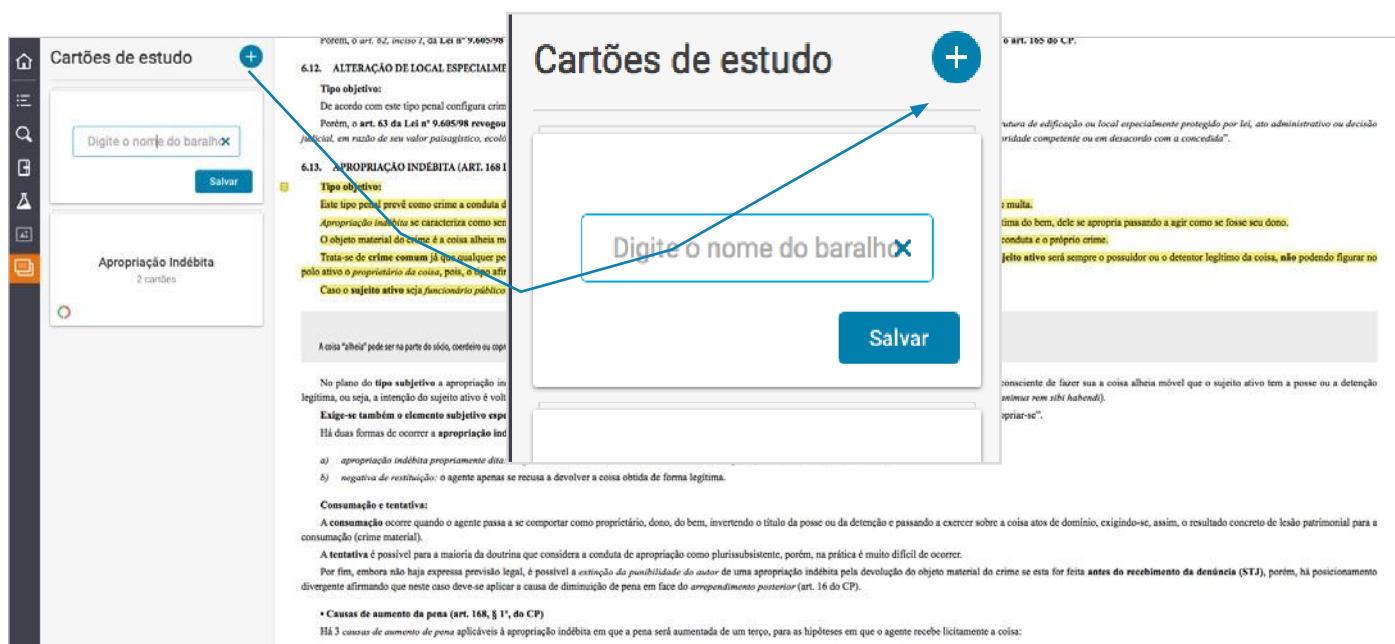 Cartões de estudo
Digite o nome do baralho
Salvar
Apropriação Indébita
2 cartões
Porém, o art. 62, inciso I, da Lei nº 9.605/98
o art. 165 do CP.
6.12. ALTERAÇÃO DE LOCAL ESPECIALME
Tipo objetivo:
De acordo com este tipo penal configura crim
Porém, o art. 63 da Lei nº 9.605/98 revogou
rutura de edificação ou local especialmente protegido por lei, ato administrativo ou decisão
judicial, em razão de seu valor paisagístico, ecoló
oridade competente ou em desacordo com a concedida”.
6.13. APROPRIAÇÃO INDÉBITA (ART. 168 
Tipo objetivo:
Este tipo penal prevê como crime a conduta d
e multa.
Apropriação indébita se caracteriza como ser
tima do bem, dele se apropria passando a agir como se fosse seu dono.
O objeto material do crime é a coisa alheia m
conduta e o próprio crime.
Trata-se de crime comum já que qualquer pe
jeito ativo será sempre o possuidor ou o detentor legítimo da coisa, não podendo figurar no
polo ativo o proprietário da coisa, pois, o tipo afir
Caso o sujeito ativo seja funcionário público
A coisa “alheia” pode ser na parte do sócio, coerdeiro ou copr
No plano do tipo subjetivo a apropriação in
consciente de fazer sua a coisa alheia móvel que o sujeito ativo tem a posse ou a detenção
legítima, ou seja, a intenção do sujeito ativo é volt
animus rem sibi habendi).
Exige-se também o elemento subjetivo espe
opriar-se”.
Há duas formas de ocorrer a apropriação ind
a) apropriação indébita propriamente dita:
b) negativa de restituição: o agente apenas se recusa a devolver a coisa obtida de forma legítima.
Consumação e tentativa:
A consumação ocorre quando o agente passa a se comportar como proprietário, dono, do bem, invertendo o título da posse ou da detenção e passando a exercer sobre a coisa atos de domínio, exigindo-se, assim, o resultado concreto de lesão patrimonial para a
consumação (crime material).
A tentativa é possível para a maioria da doutrina que considera a conduta de apropriação como plurissubsistente, porém, na prática é muito difícil de ocorrer.
Por fim, embora não haja expressa previsão legal, é possível a extinção da punibilidade do autor de uma apropriação indébita pela devolução do objeto material do crime se esta for feita antes do recebimento da denúncia (STJ), porém, há posicionamento
divergente afirmando que neste caso deve-se aplicar a causa de diminuição de pena em face do arrependimento posterior (art. 16 do CP).
• Causas de aumento da pena (art. 168, § 1º, do CP)
Há 3 causas de aumento de pena aplicáveis à apropriação indébita em que a pena será aumentada de um terço, para as hipóteses em que o agente recebe licitamente a coisa:
Cartões de estudo
Digite o nome do baralho
Salvar